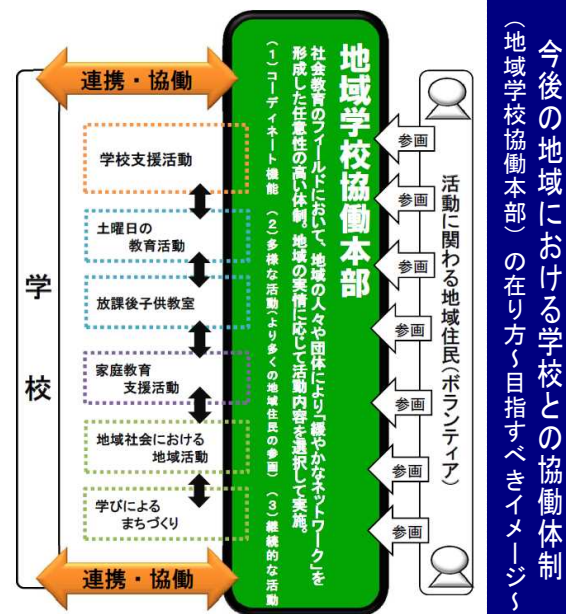 今後の地域における学校との協働体制
（地域学校協働本部）の在り方～目指すべきイメージ～
活動に関わる地域住民（ボランティア）
参画
参画
参画
参画
参画
参画
参画
地域学校協働本部
社会教育のフィールドにおいて、地域の人々や団体により「緩やかなネットワーク」を
形成した任意性の高い体制。地域の実情に応じて活動内容を選択して実施。
（１）コーディネート機能　（２）多様な活動（より多くの地域住民の参画）　（３）継続的な活動
連携・協働
学校支援活動
土曜日の
教育活動
放課後子供教室
家庭教育
支援活動
地域社会における
地域活動
学びによる
まちづくり
連携・協働
学校